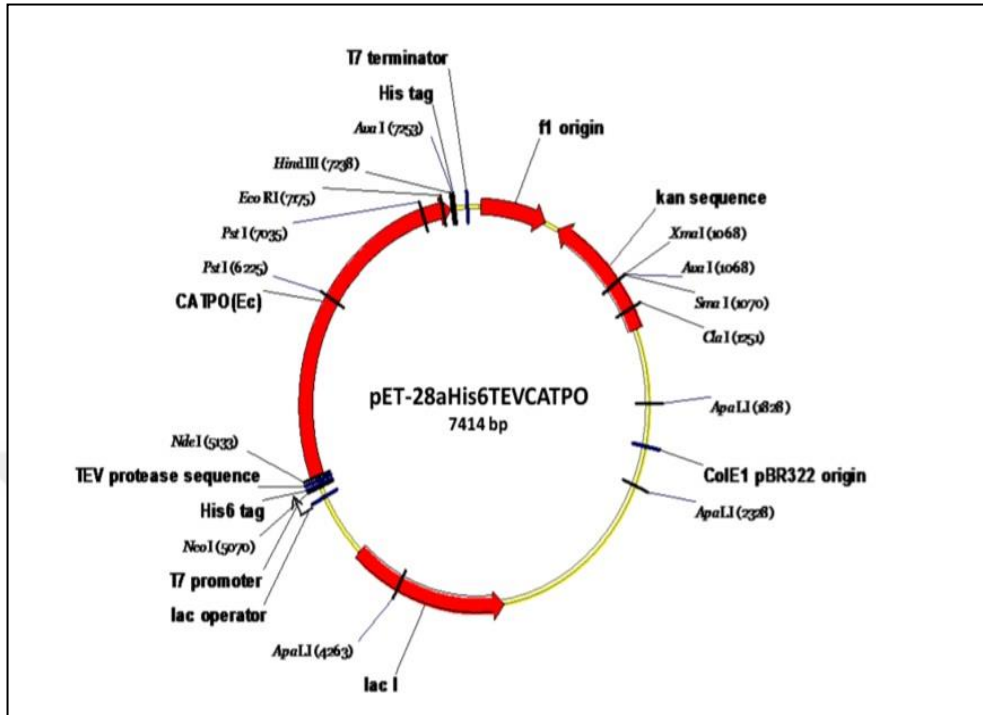 T7 terminator
His tag
Ava I (7253)
f1 origin
Hind III (7238)
Eco RI (7175)
kan sequence
Pst I (7035)
Xma I (1068)
Ava I (1068)
Pst I (6225)
Sma I (1070)
CATPO(Ec)
Cla I (1251)
pET-28aHis6TEVCATPO
7414 bp
ApaLI (1828)
Nde I (5133)
TEV protease sequence
ColE1 pBR322 origin
His6 tag
ApaLI (2328)
Nco I (5070)
T7 promoter
lac operator
ApaLI (4263)
lac I